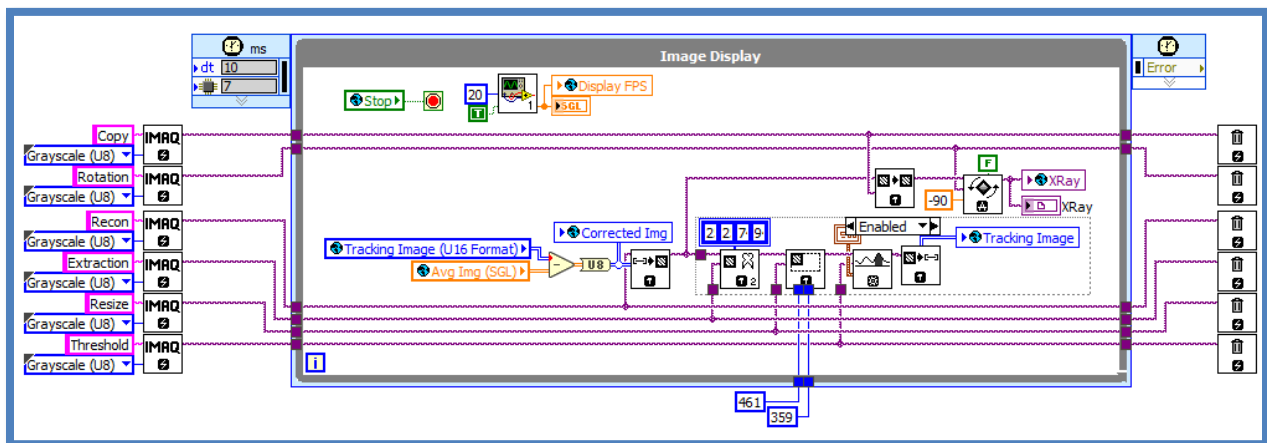 ms
dt 10
7
Image Display
Error
Stop
20
T
1
Display FPS
SGL
Copy
IMAQ
Grayscale (U8)
Rotation
IMAQ
Grayscale (U8)
Recon
IMAQ
Grayscale (U8)
Extraction
IMAQ
Grayscale (U8)
Resize
IMAQ
Grayscale (U8)
Threshold
IMAQ
Grayscale (U8)
F
-90
XRay
XRay
Corrected Img
Tracking Image (U16 Format)
Avg Img (SGL)
U8
2 2 7 9
Enabled
2
Tracking Image
i
461
359